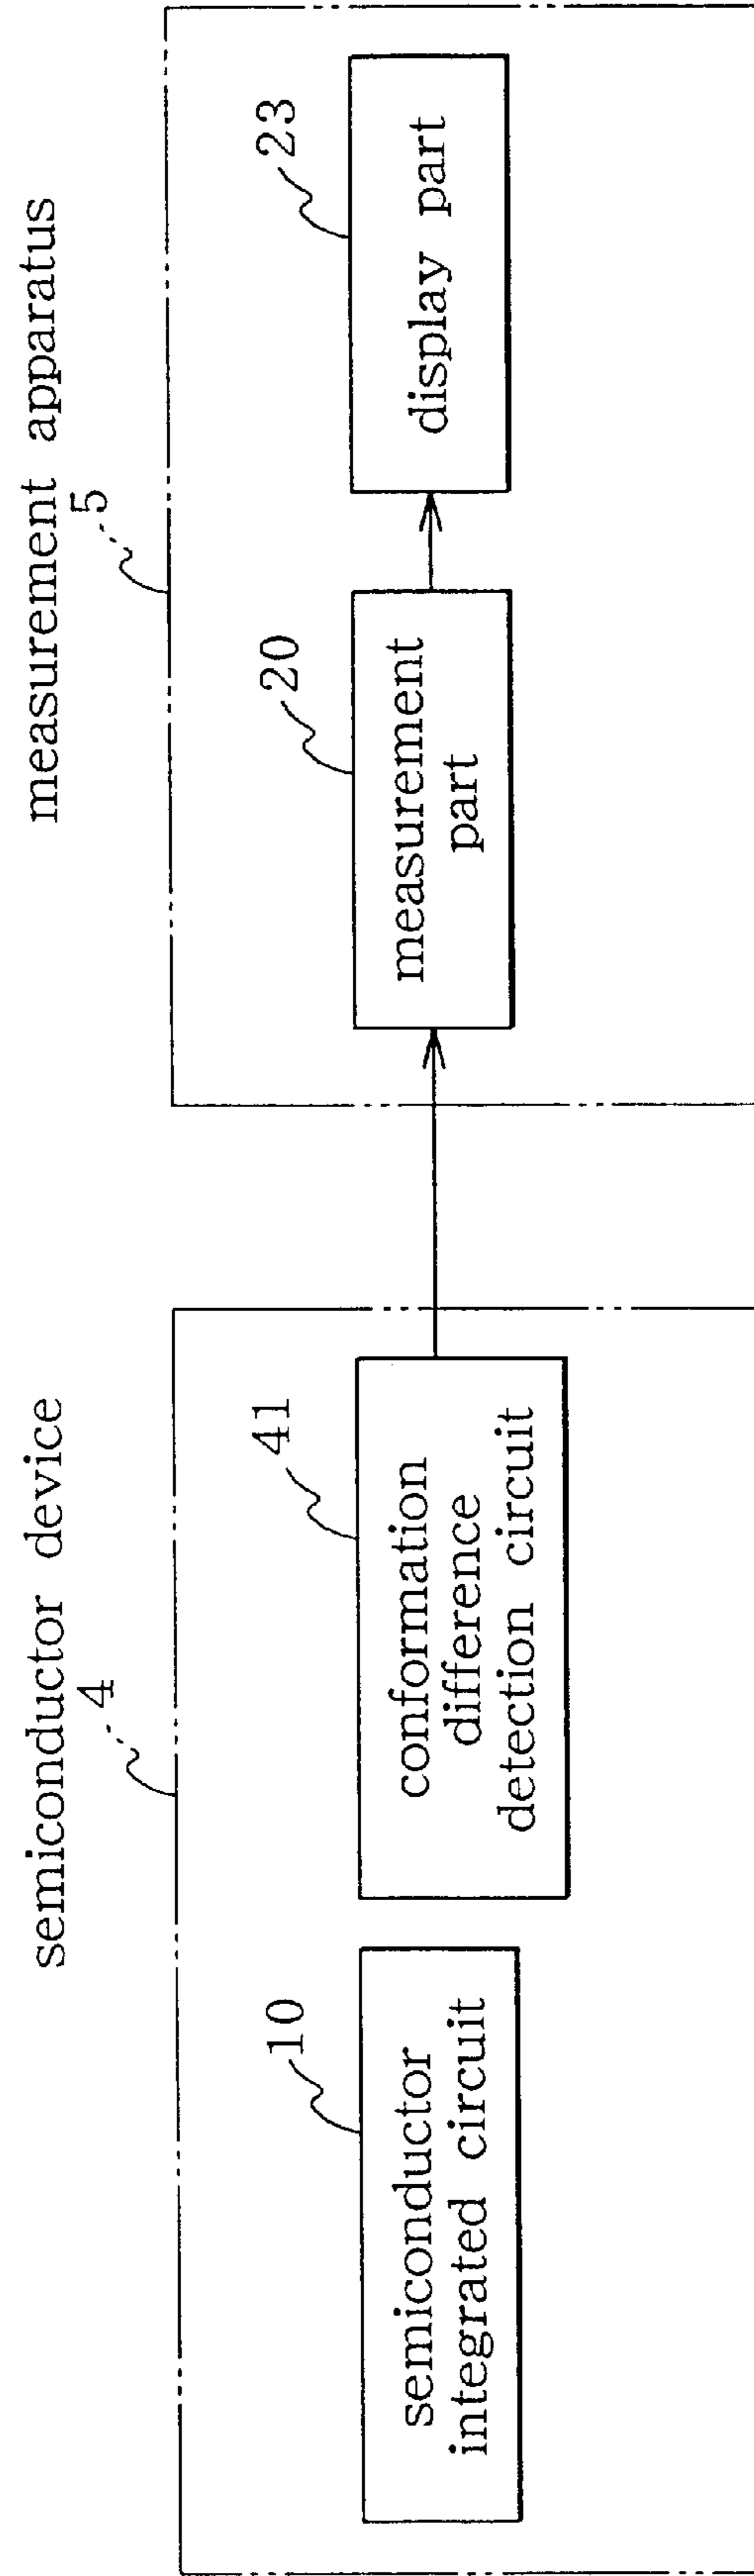 semiconductor device
4
10
semiconductor
integrated circuit
41
conformation
difference
detection circuit
measurement apparatus
5
20
measurement
part
23
display part